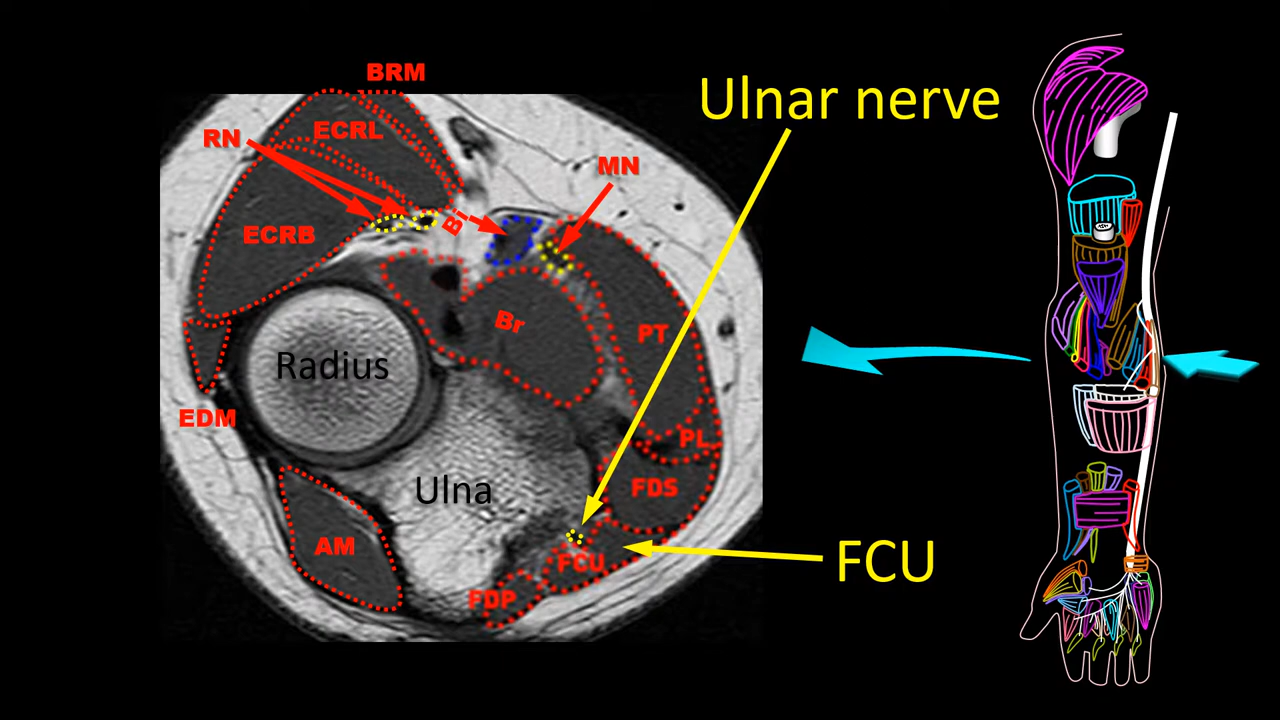 BRM
Ulnar nerve
ECRL
RN
MN
Bi
ECRB
Br
PT
Radius
EDM
PL
Ulna
FDS
AM
FCU
FCU
FDP